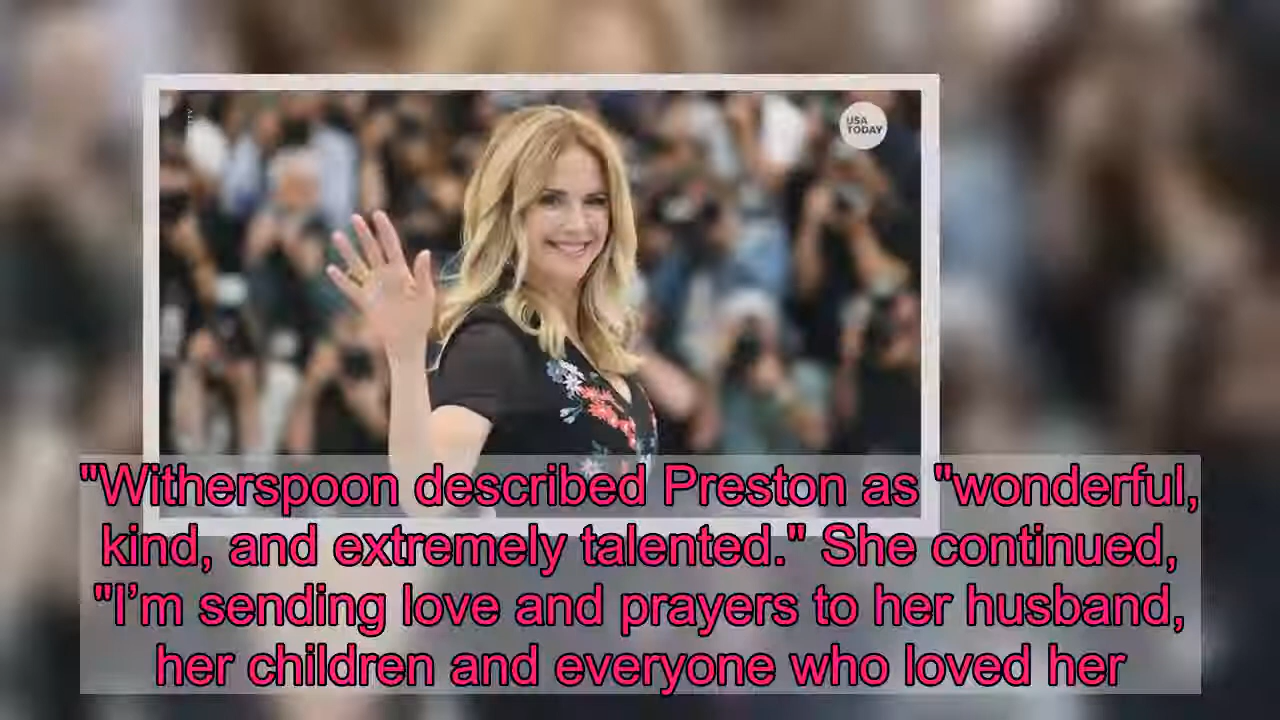 USA
TODAY
"Witherspoon described Preston as "wonderful,
kind, and extremely talented." She continued,
"I’m sending love and prayers to her husband,
her children and everyone who loved her